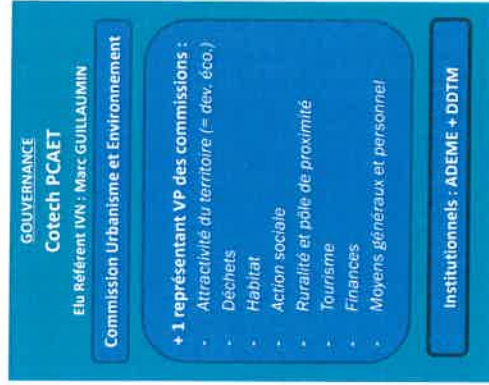 GOUVERNANCE
Cotech PCAET
Elu Référent IVN : Marc GUILLAUMIN
Commission Urbanisme et Environnement
+ 1 représentant VP des commissions :
- Attractivité du territoire (= dev. éco.)
- Déchets
- Habitat
- Action sociale
- Ruralité et pôle de proximité
- Tourisme
- Finances
- Moyens généraux et personnel
Institutionnels : ADEME + DDTM